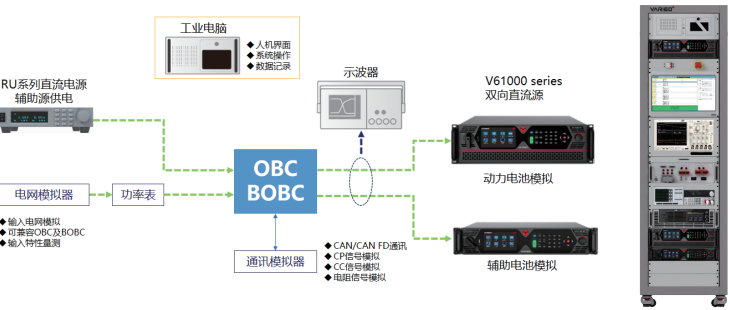 工业电脑
◆ 人机界面
◆ 系统操作
◆ 数据记录
RU系列直流电源
辅助源供电
示波器
V61000 series
双向直流源
OBC
BOBC
动力电池模拟
电网模拟器
功率表
◆ 输入电网模拟
◆ 可兼容OBC及BOBC
◆ 输入特性量测
通讯模拟器
◆ CAN/CAN FD通讯
◆ CP信号模拟
◆ CC信号模拟
◆ 电阻信号模拟
辅助电池模拟